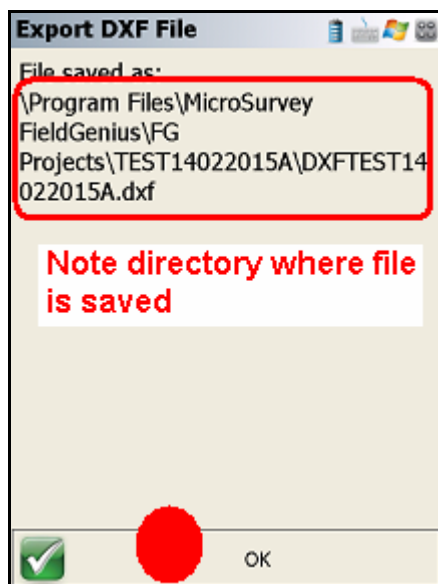 Export DXF File
File saved as:
\Program Files\MicroSurvey
FieldGenius\FG
Projects\TEST14022015A\DXFTEST14
022015A.dxf
Note directory where file
is saved
OK